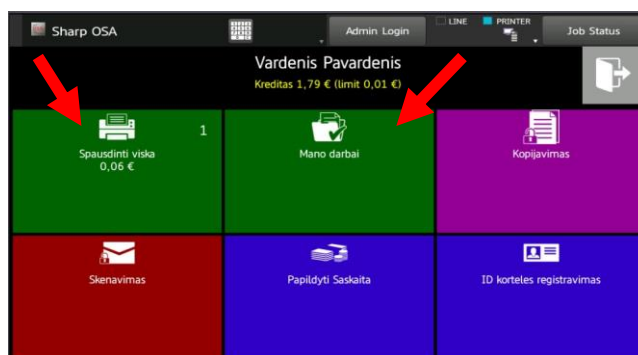 Sharp OSA
Admin Login
LINE
PRINTER
Job Status
Vardenis Pavardenis
Kreditas 1,79 € (limit 0,01 €)
1
Spausdinti viska
0,06 €
Mano darbai
Kopijavimas
Skenavimas
Papildyti Saskaita
ID korteles registravimas